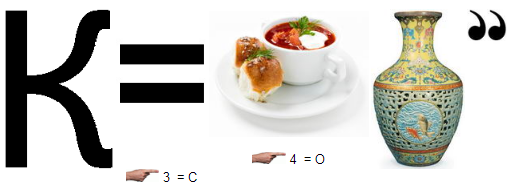 К = ❟❟
3 = С
4 = О